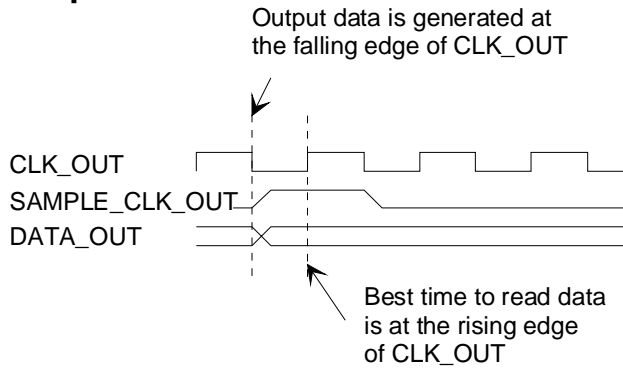 Output data is generated at
the falling edge of CLK_OUT
CLK_OUT
SAMPLE_CLK_OUT
DATA_OUT
Best time to read data
is at the rising edge
of CLK_OUT